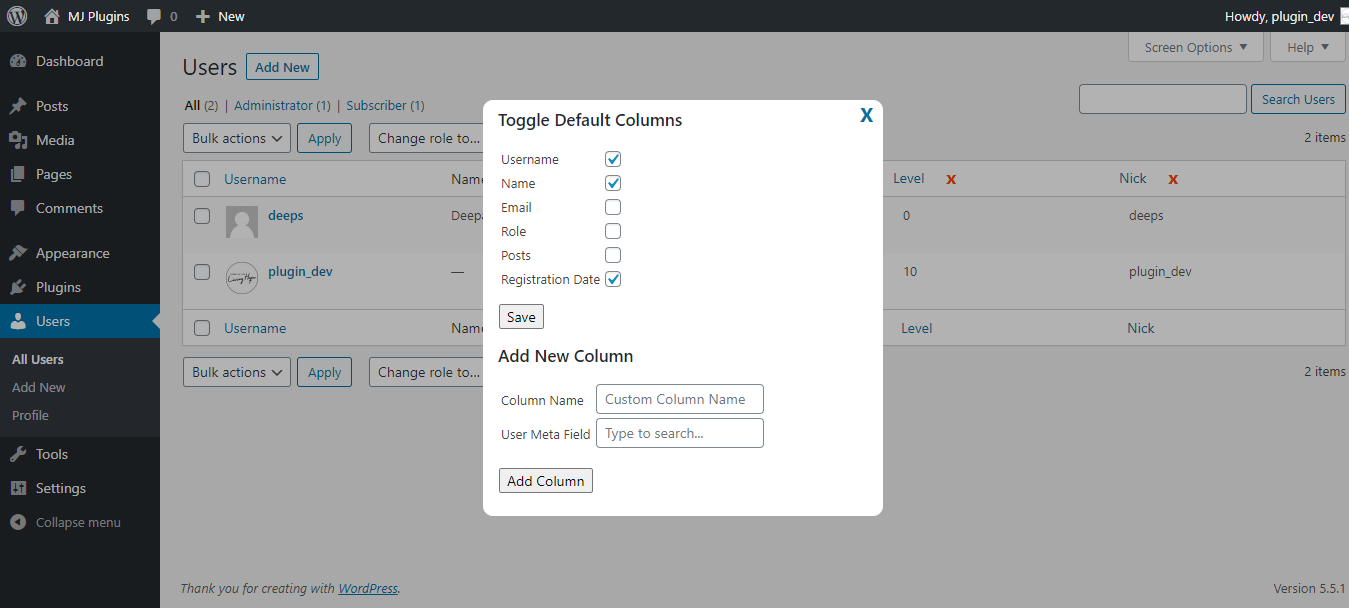 MJ Plugins 0 New Howdy, plugin_dev
Dashboard
Posts
Media
Pages
Comments
Appearance
Plugins
Users
All Users
Add New
Profile
Tools
Settings
Collapse menu
Screen Options Help
Users Add New
All (2) | Administrator (1) | Subscriber (1)
Search Users
Bulk actions Apply Change role to...
2 items
Username Name Level x Nick x
deeps Deepa 0 deeps
plugin_dev — 10 plugin_dev
Username Name Level Nick
Bulk actions Apply Change role to...
2 items
Toggle Default Columns X
Username
Name
Email
Role
Posts
Registration Date
Save
Add New Column
Column Name Custom Column Name
User Meta Field Type to search...
Add Column
Thank you for creating with WordPress. Version 5.5.1